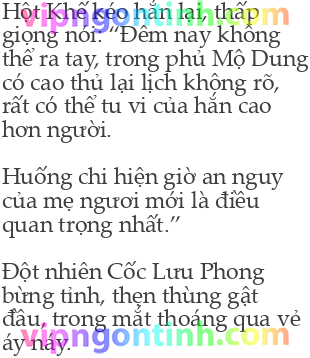 Hột Khế kéo hắn lại, thấp
giọng nói: “Đêm nay không
thể ra tay, trong phủ Mộ Dung
có cao thủ lại lịch không rõ,
rất có thể tu vi của hắn cao
hơn người.
Huống chi hiện giờ an nguy
của mẹ ngươi mới là điều
quan trọng nhất.”
Đột nhiên Cốc Lưu Phong
bừng tỉnh, thẹn thùng gật
đầu, trong mắt thoáng qua vẻ
áy náy.
vipngontinh.com
vipngontinh.com